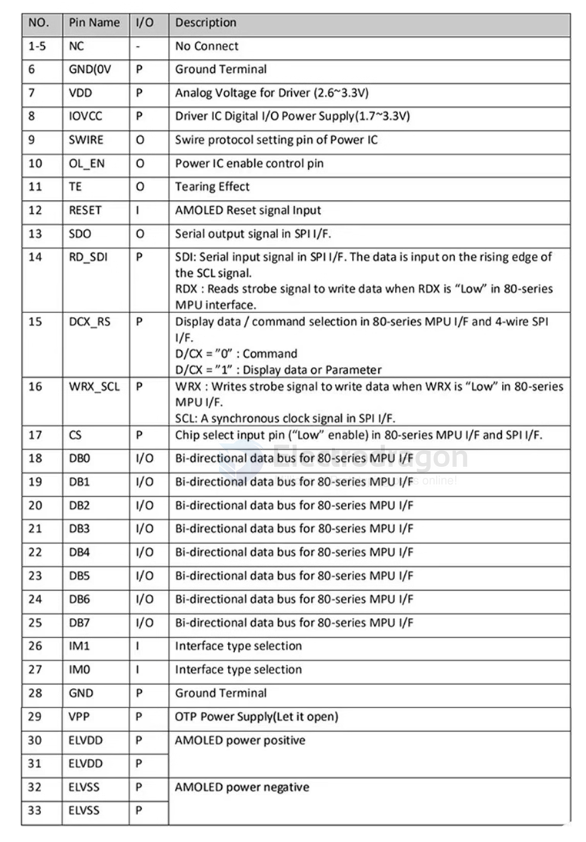 NO. Pin Name I/O Description
1-5 NC - No Connect
6 GND(0V P Ground Terminal
7 VDD P Analog Voltage for Driver (2.6~3.3V)
8 IOVCC P Driver IC Digital I/O Power Supply(1.7~3.3V)
9 SWIRE O Swire protocol setting pin of Power IC
10 OL_EN O Power IC enable control pin
11 TE O Tearing Effect
12 RESET I AMOLED Reset signal Input
13 SDO O Serial output signal in SPI I/F.
14 RD_SDI P SDI: Serial input signal in SPI I/F. The data is input on the rising edge of
the SCL signal.
RDX : Reads strobe signal to write data when RDX is “Low” in 80-series
MPU interface.
15 DCX_RS P Display data / command selection in 80-series MPU I/F and 4-wire SPI
I/F.
D/CX = ”0” : Command
D/CX = ”1” : Display data or Parameter
16 WRX_SCL P WRX : Writes strobe signal to write data when WRX is “Low” in 80-series
MPU I/F.
SCL: A synchronous clock signal in SPI I/F.
17 CS P Chip select input pin (“Low” enable) in 80-series MPU I/F and SPI I/F.
Electrodragon
18 DB0 I/O Bi-directional data bus for 80-series MPU I/F
19 DB1 I/O Bi-directional data bus for 80-series MPU I/F
online!
20 DB2 I/O Bi-directional data bus for 80-series MPU I/F
21 DB3 I/O Bi-directional data bus for 80-series MPU I/F
22 DB4 I/O Bi-directional data bus for 80-series MPU I/F
23 DB5 I/O Bi-directional data bus for 80-series MPU I/F
24 DB6 I/O Bi-directional data bus for 80-series MPU I/F
25 DB7 I/O Bi-directional data bus for 80-series MPU I/F
26 IM1 I Interface type selection
27 IM0 I Interface type selection
28 GND P Ground Terminal
29 VPP P OTP Power Supply(Let it open)
30 ELVDD P AMOLED power positive
31 ELVDD P
32 ELVSS P AMOLED power negative
33 ELVSS P